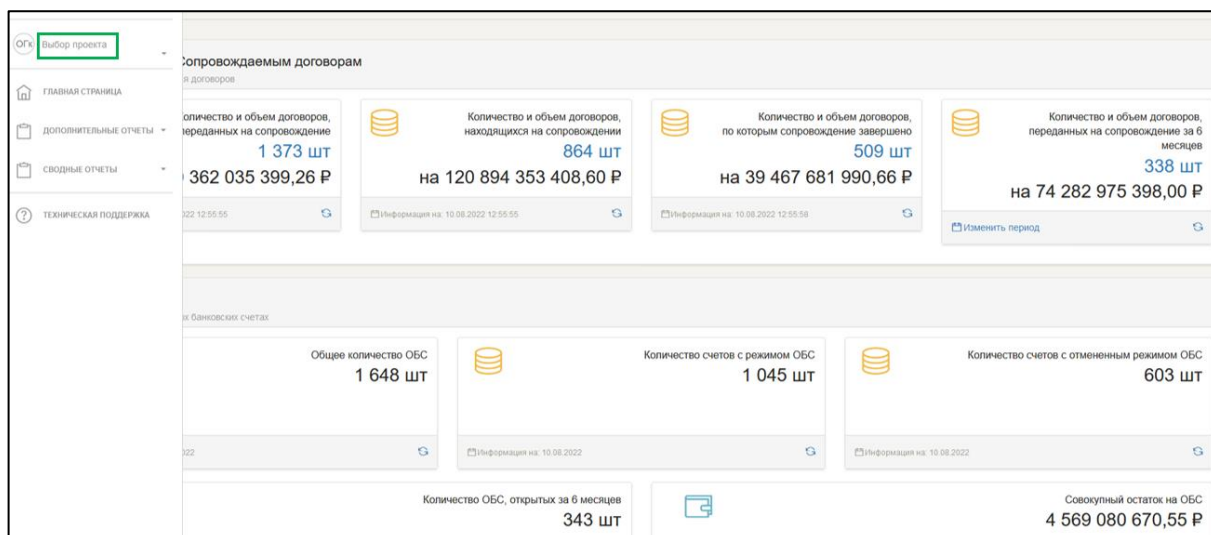 ОГк
Выбор проекта
ГЛАВНАЯ СТРАНИЦА
ДОПОЛНИТЕЛЬНЫЕ ОТЧЕТЫ
СВОДНЫЕ ОТЧЕТЫ
ТЕХНИЧЕСКАЯ ПОДДЕРЖКА
Сопровождаемым договорам
я договоров
оличество и объем договоров,
переданных на сопровождение
1 373 шт
362 035 399,26 ₽
022 12:55:55
Количество и объем договоров,
находящихся на сопровождении
864 шт
на 120 894 353 408,60 ₽
Информация на: 10.08.2022 12:55:55
Количество и объем договоров,
по которым сопровождение завершено
509 шт
на 39 467 681 990,66 ₽
Информация на: 10.08.2022 12:55:58
Количество и объем договоров,
переданных на сопровождение за 6
месяцев
338 шт
на 74 282 975 398,00 ₽
Изменить период
х банковских счетах
Общее количество ОБС
1 648 шт
022
Количество счетов с режимом ОБС
1 045 шт
Информация на: 10.08.2022
Количество счетов с отмененным режимом ОБС
603 шт
Информация на: 10.08.2022
Количество ОБС, открытых за 6 месяцев
343 шт
Совокупный остаток на ОБС
4 569 080 670,55 ₽